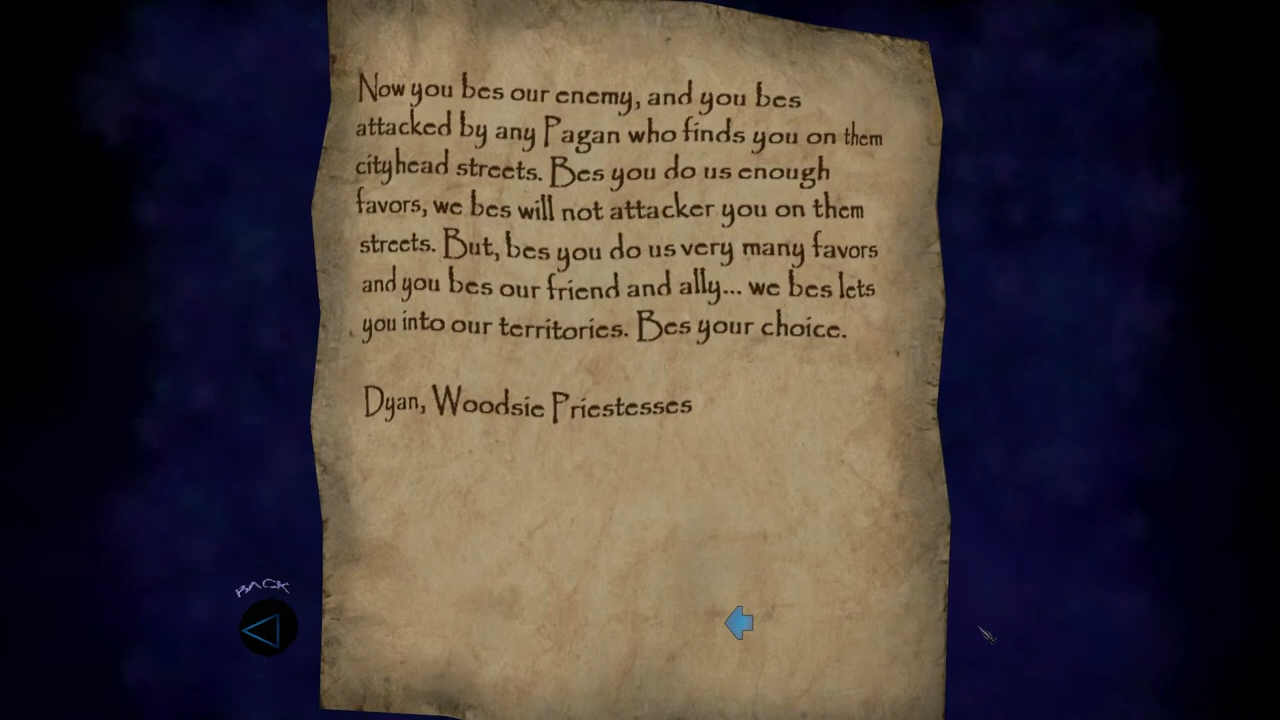 Now you bes our enemy, and you bes
attacked by any Pagan who finds you on them
cityhead streets. Bes you do us enough
favors, we bes will not attacker you on them
streets. But, bes you do us very many favors
and you bes our friend and ally... we bes lets
you into our territories. Bes your choice.
Dyan, Woodsie Priestesses
BACK